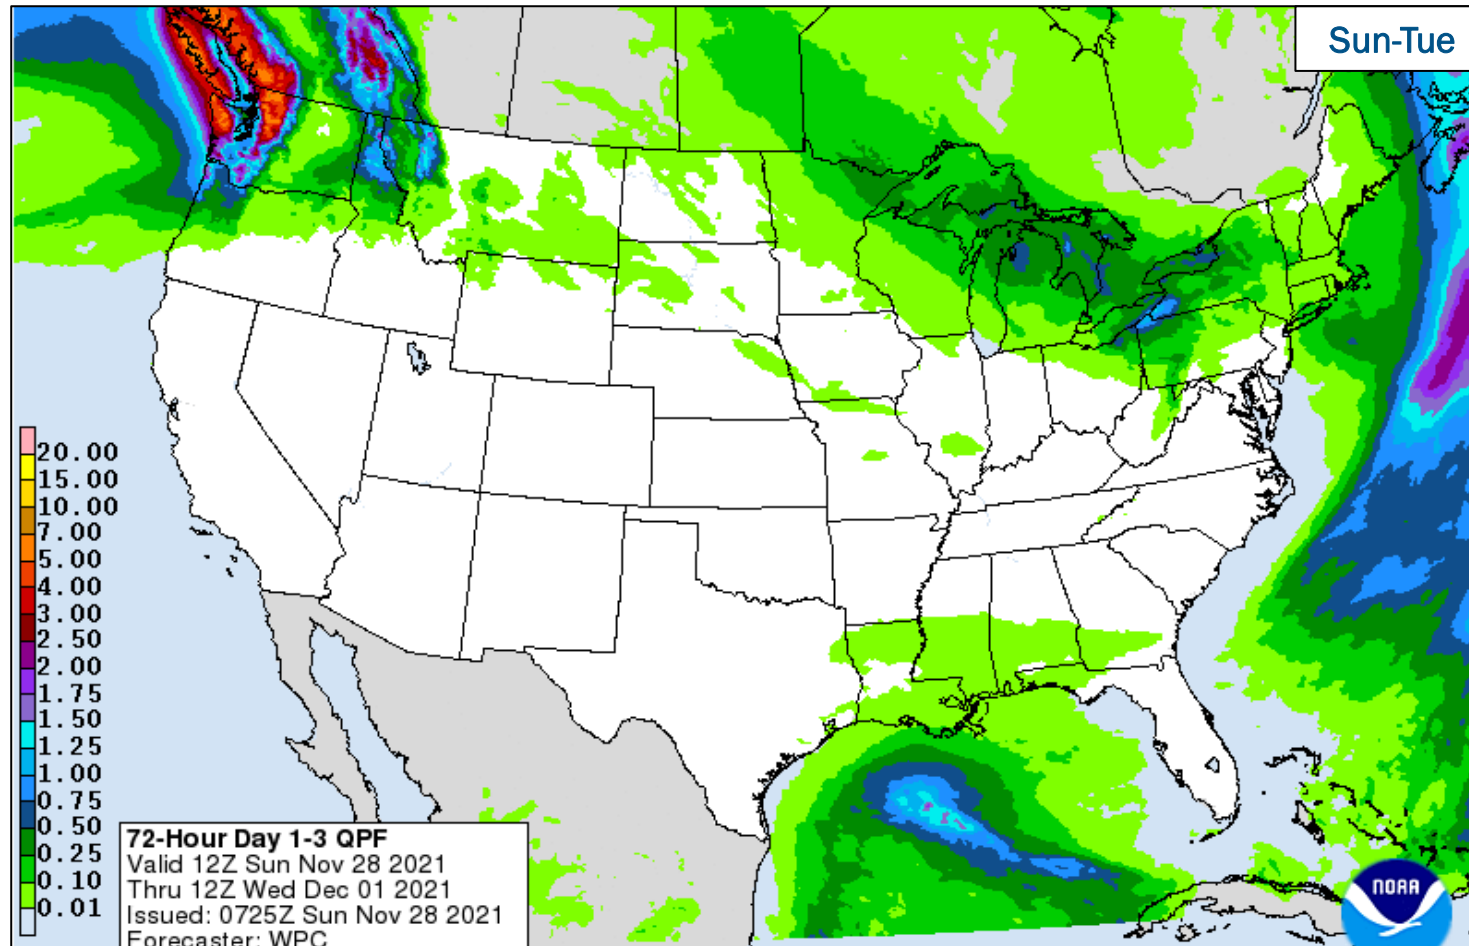 Sun-Tue
20.00
15.00
10.00
7.00
5.00
4.00
3.00
2.50
2.00
1.75
1.50
1.25
1.00
0.75
0.50
0.25
0.10
0.01
72-Hour Day 1-3 QPF
Valid 12Z Sun Nov 28 2021
Thru 12Z Wed Dec 01 2021
Issued: 0725Z Sun Nov 28 2021
Forecaster: WPC
NOAA